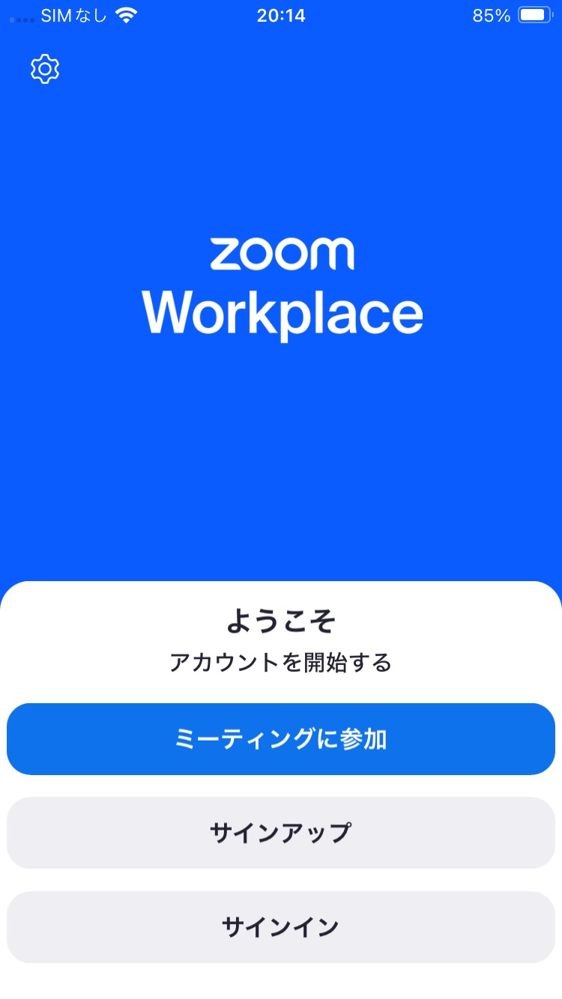 SIMなし 20:14 85%
zoom
Workplace
ようこそ
アカウントを開始する
ミーティングに参加
サインアップ
サインイン